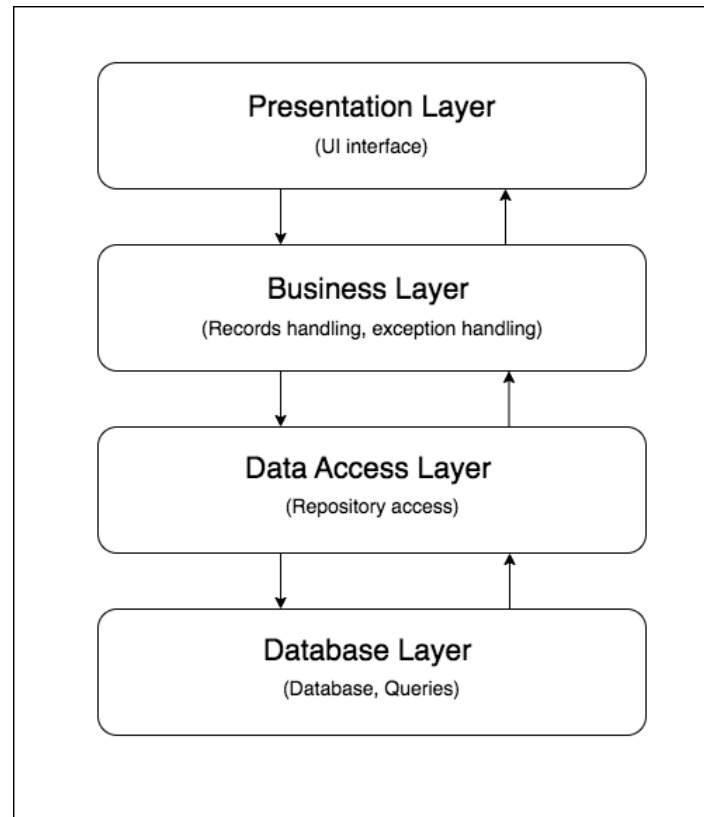 Presentation Layer
(UI interface)
Business Layer
(Records handling, exception handling)
Data Access Layer
(Repository access)
Database Layer
(Database, Queries)